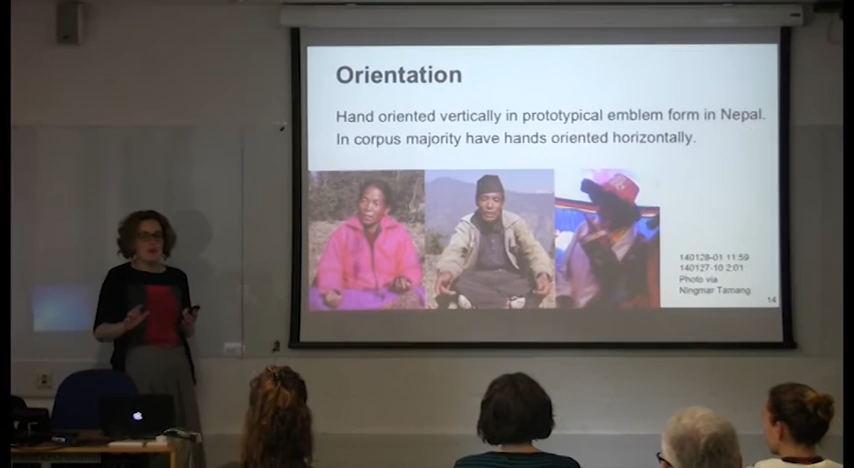 Orientation
Hand oriented vertically in prototypical emblem form in Nepal.
In corpus majority have hands oriented horizontally.
140128-01 11:59
140127-10 2:01
Photo via
Ningmar Tamang
14